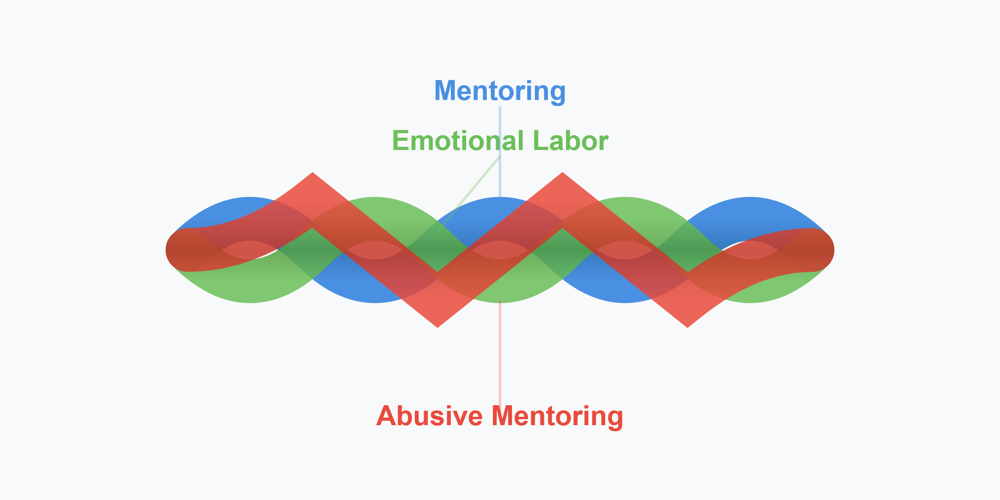 Mentoring
Emotional Labor
Abusive Mentoring